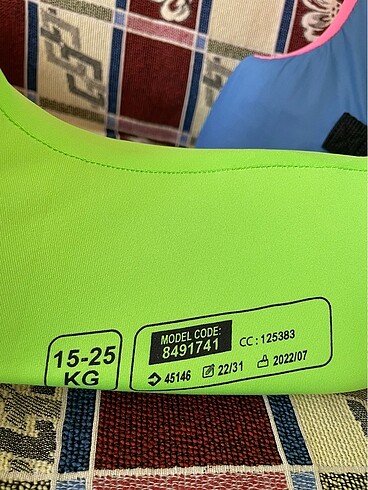 15-25
KG
MODEL CODE:
8491741
CC : 125383
45146 22/31 2022/07